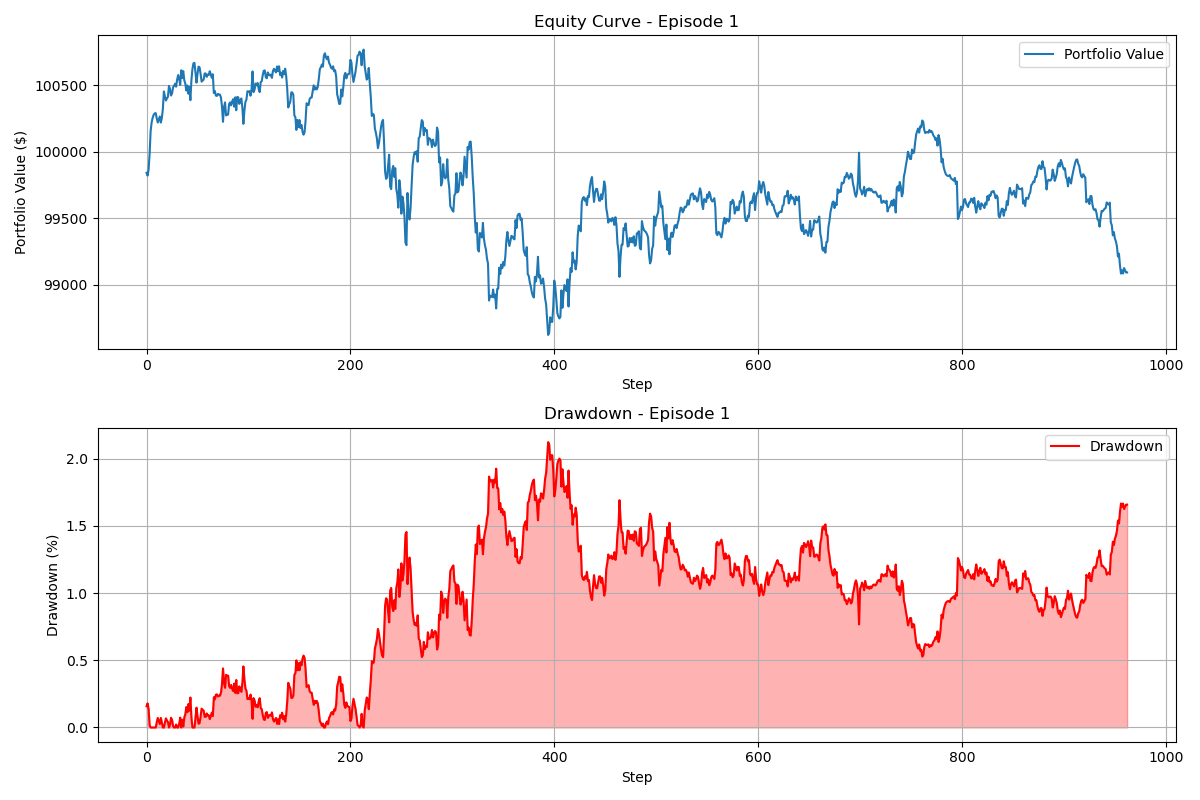 Equity Curve - Episode 1
Portfolio Value ($)
100500
100000
99500
99000
Portfolio Value
0 200 400 600 800 1000
Step
Drawdown - Episode 1
Drawdown (%)
2.0
1.5
1.0
0.5
0.0
Drawdown
0 200 400 600 800 1000
Step